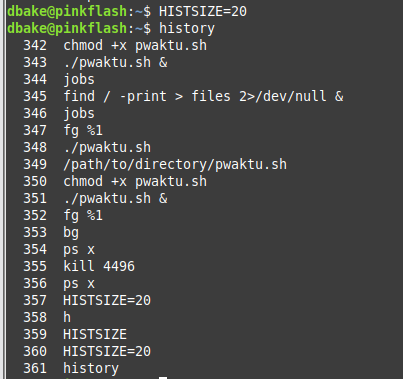 dbake@pinkflash:~$ HISTSIZE=20
dbake@pinkflash:~$ history
342 chmod +x pwaktu.sh
343 ./pwaktu.sh &
344 jobs
345 find / -print > files 2>/dev/null &
346 jobs
347 fg %1
348 ./pwaktu.sh
349 /path/to/directory/pwaktu.sh
350 chmod +x pwaktu.sh
351 ./pwaktu.sh &
352 fg %1
353 bg
354 ps x
355 kill 4496
356 ps x
357 HISTSIZE=20
358 h
359 HISTSIZE
360 HISTSIZE=20
361 history